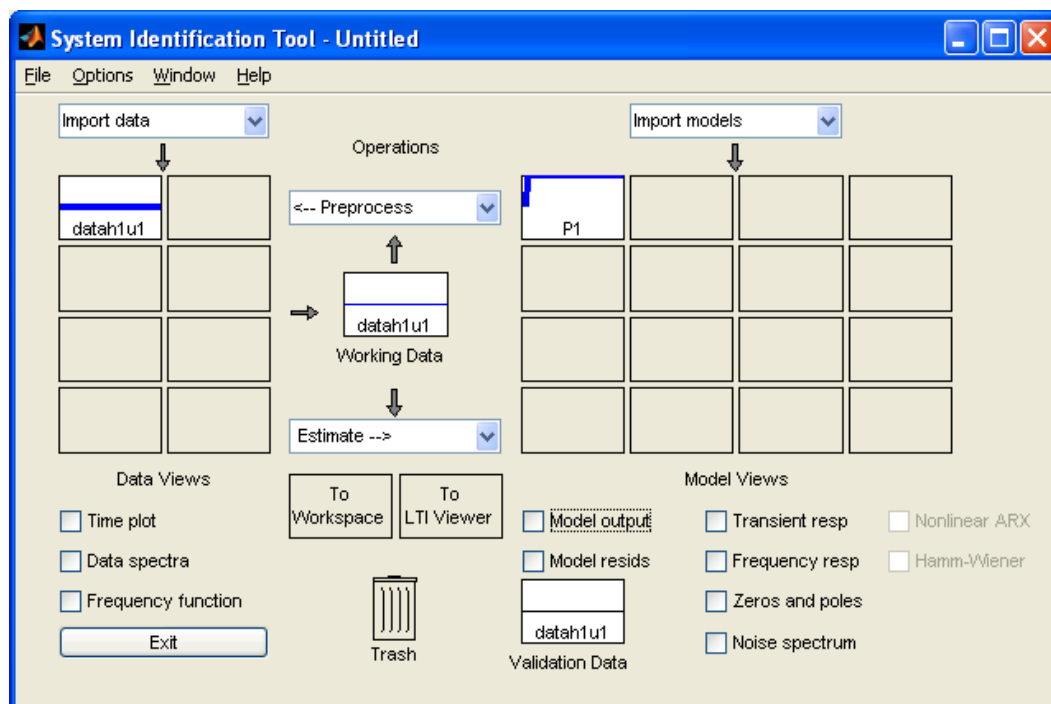 System Identification Tool - Untitled
File Options Window Help
Import data
Import models
Operations
datah1u1
<-- Preprocess
P1
datah1u1
Working Data
Estimate -->
Data Views
Model Views
To Workspace
To LTI Viewer
Time plot
Model output
Transient resp
Nonlinear ARX
Data spectra
Model resids
Frequency resp
Hamm-Wiener
Frequency function
Zeros and poles
Exit
Trash
datah1u1
Noise spectrum
Validation Data